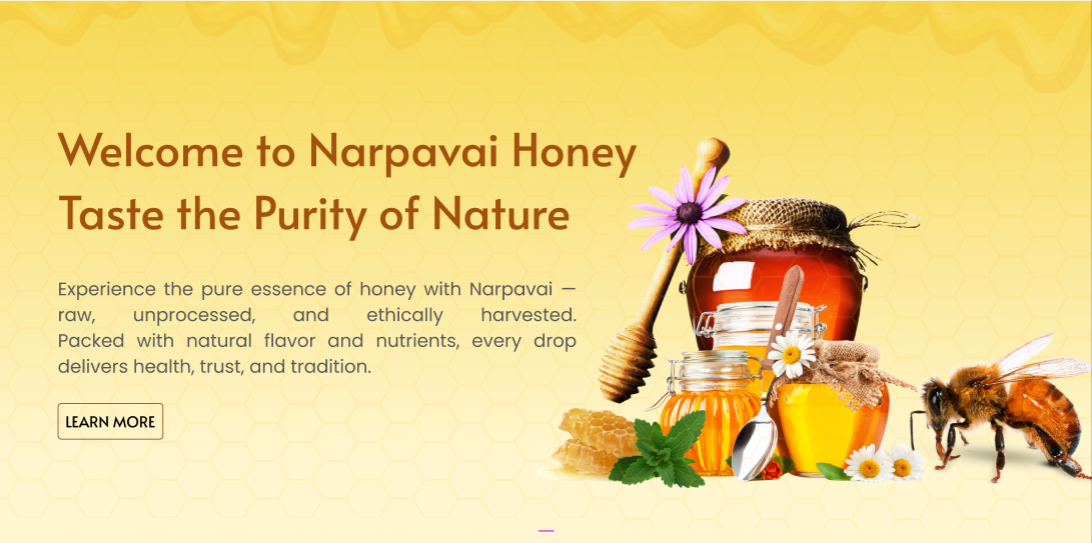 Welcome to Narpavai Honey
Taste the Purity of Nature
Experience the pure essence of honey with Narpavai —
raw, unprocessed, and ethically harvested.
Packed with natural flavor and nutrients, every drop
delivers health, trust, and tradition.
LEARN MORE